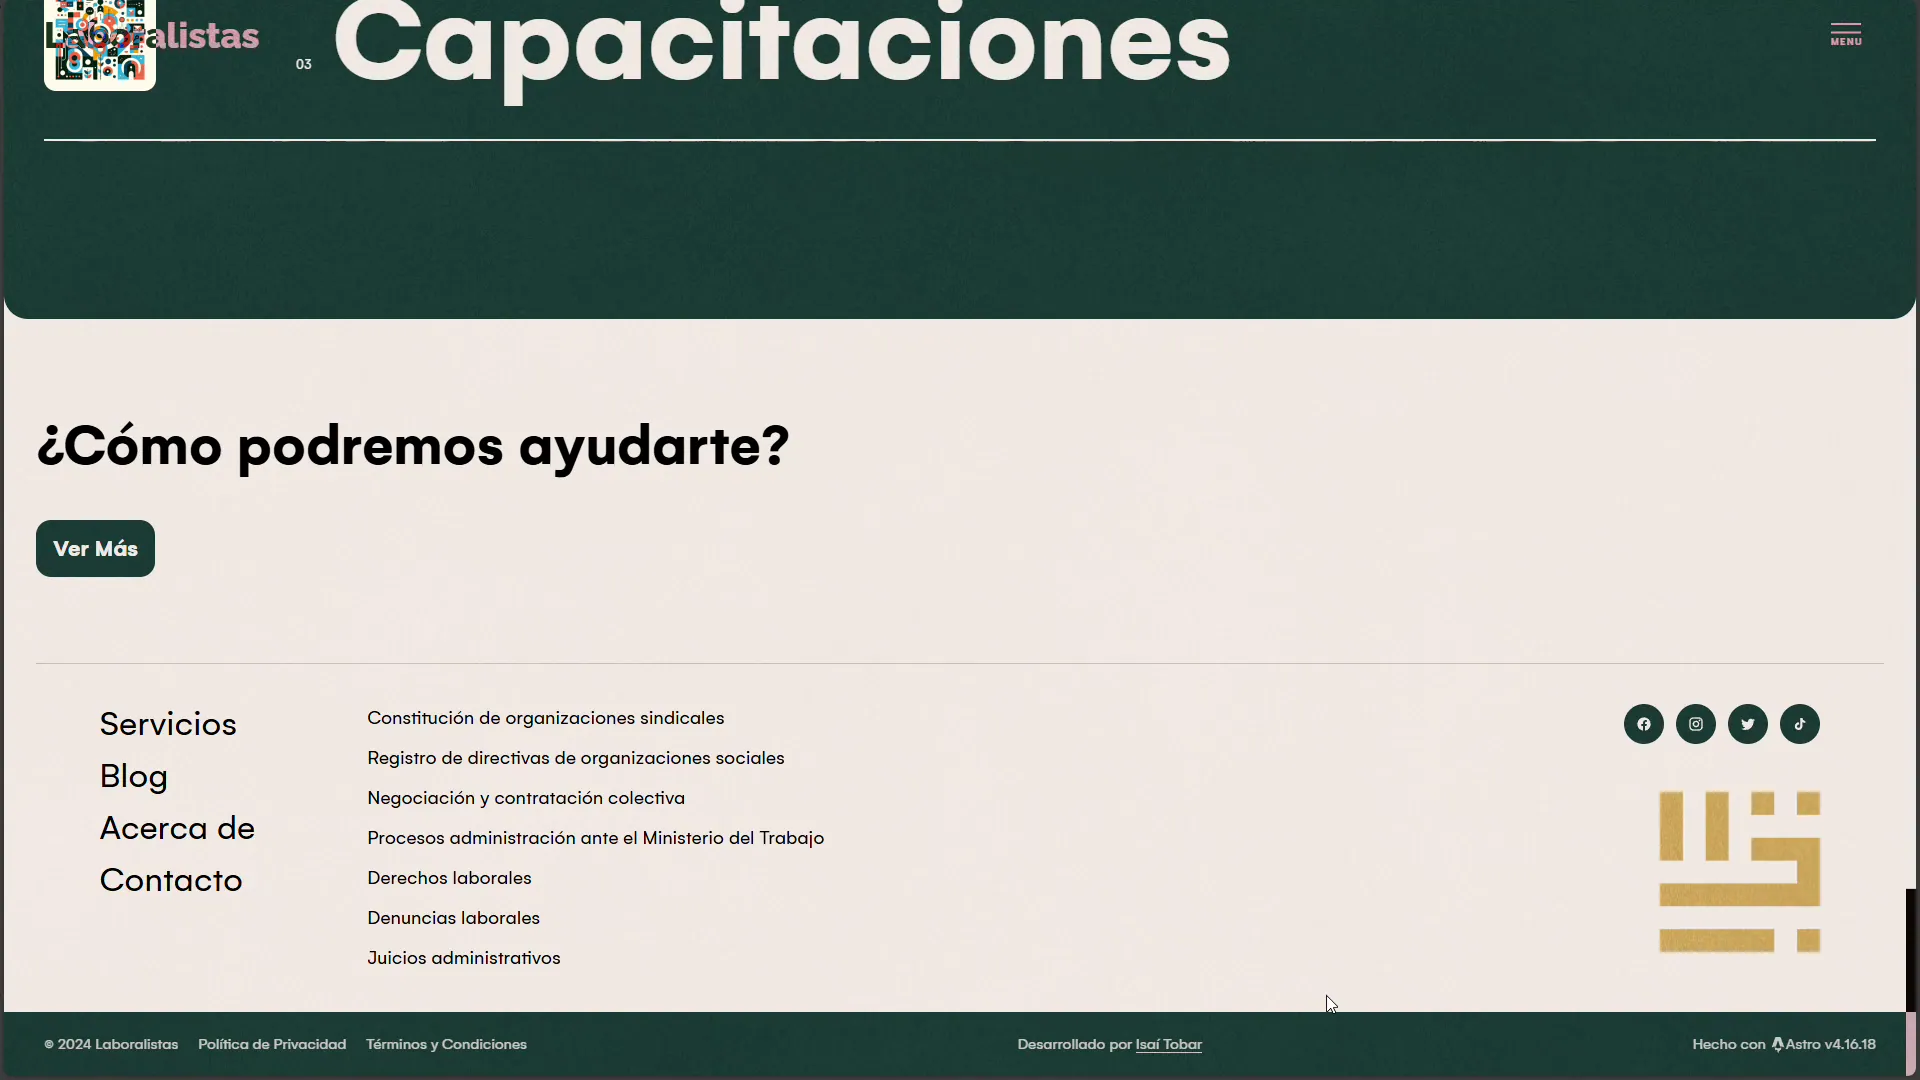 Laboralistas
MENU
03
Capacitaciones
¿Cómo podremos ayudarte?
Ver Más
Servicios
Blog
Acerca de
Contacto
Constitución de organizaciones sindicales
Registro de directivas de organizaciones sociales
Negociación y contratación colectiva
Procesos administración ante el Ministerio del Trabajo
Derechos laborales
Denuncias laborales
Juicios administrativos
© 2024 Laboralistas
Política de Privacidad
Términos y Condiciones
Desarrollado por Isaí Tobar
Hecho con Astro v4.16.18